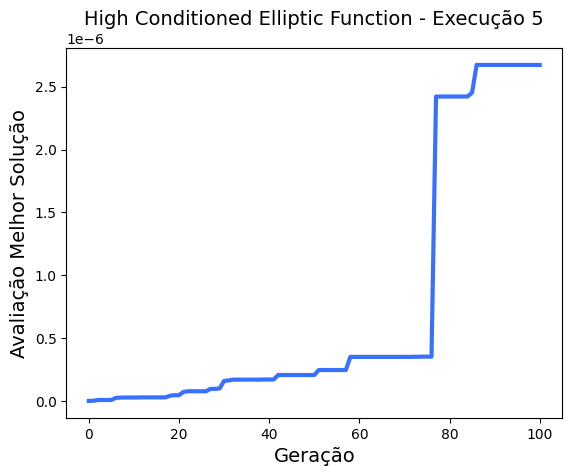 High Conditioned Elliptic Function - Execução 5
1e−6
2.5
2.0
1.5
1.0
0.5
0.0
Avaliação Melhor Solução
0 20 40 60 80 100
Geração